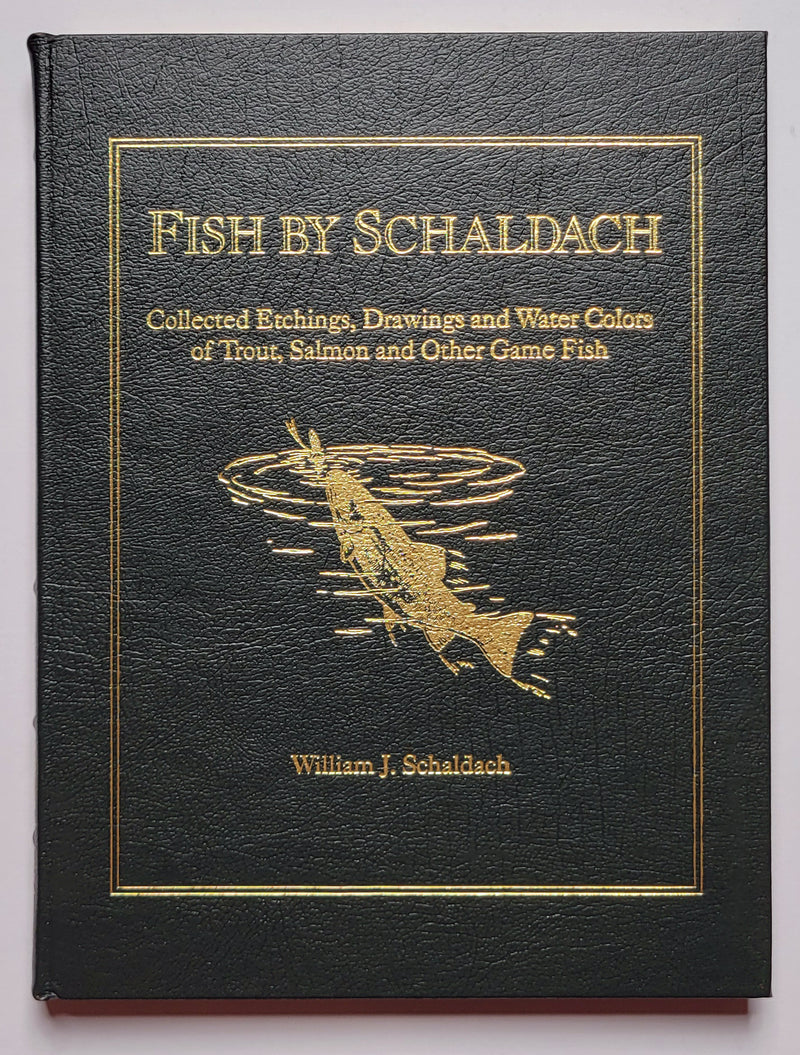 FISH BY SCHALDACH
Collected Etchings, Drawings and Water Colors
of Trout, Salmon and Other Game Fish
William J. Schaldach